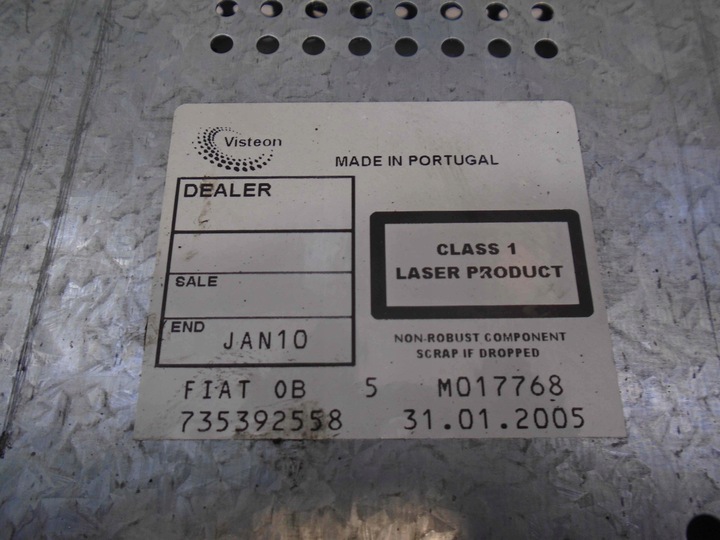 Visteon
MADE IN PORTUGAL
DEALER
SALE
END JAN10
CLASS 1
LASER PRODUCT
NON-ROBUST COMPONENT
SCRAP IF DROPPED
FIAT 0B 5 M017768
735392558 31.01.2005